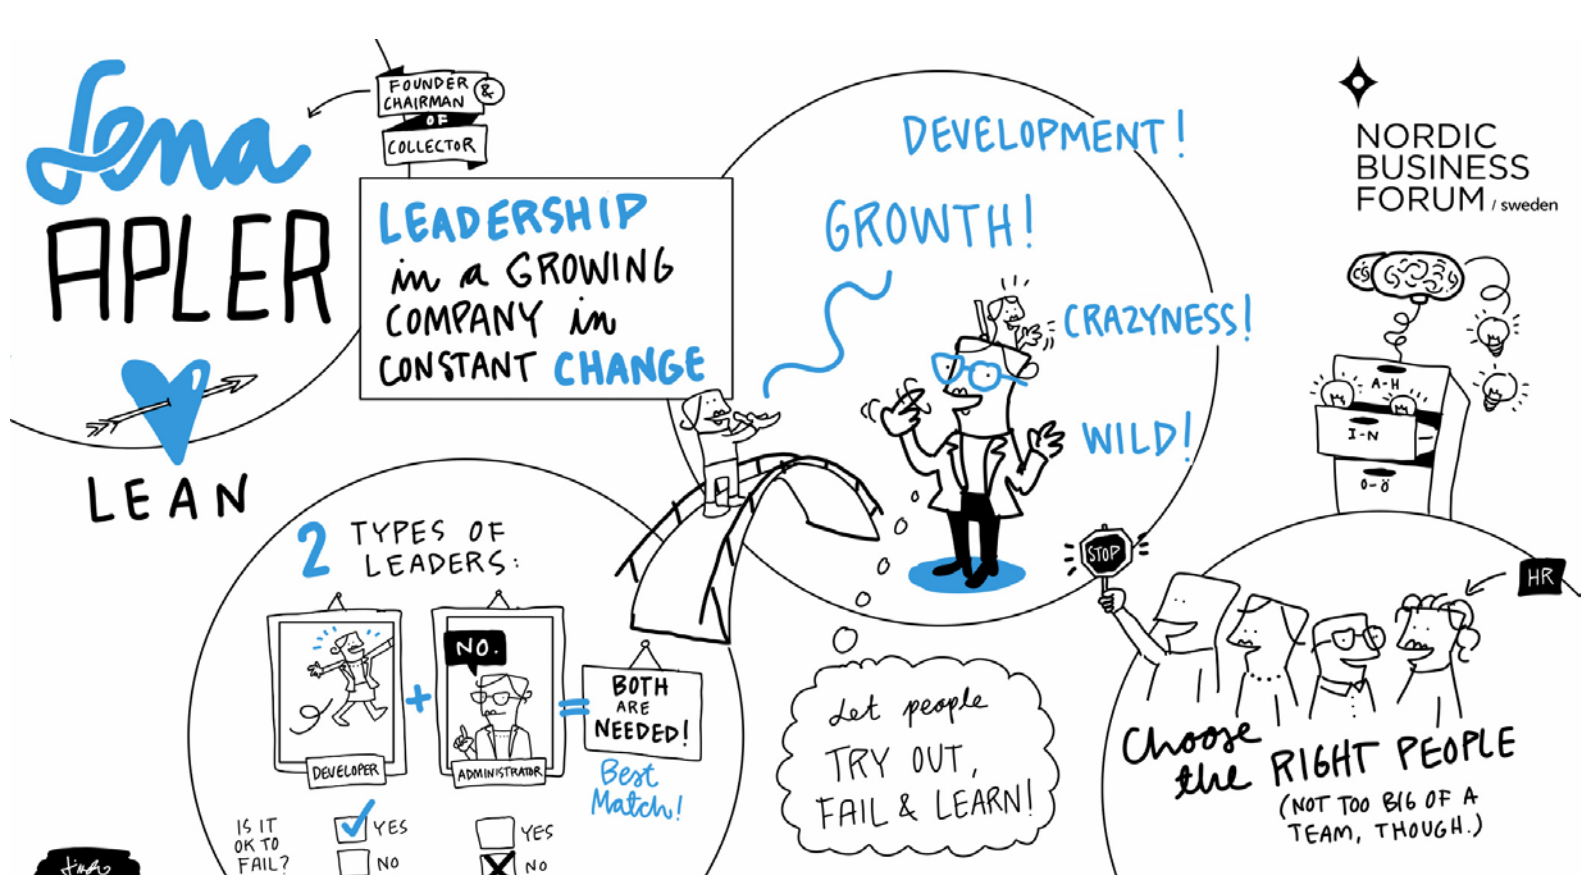 Lena
APLER
FOUNDER &
CHAIRMAN
OF
COLLECTOR
LEADERSHIP
in a GROWING
COMPANY in
CONSTANT CHANGE
LEAN
DEVELOPMENT!
GROWTH!
CRAZYNESS!
WILD!
NORDIC
BUSINESS
FORUM / sweden
A-H
I-N
O-Ö
2 TYPES OF
LEADERS:
NO.
DEVELOPER
+
ADMINISTRATOR
=
BOTH
ARE
NEEDED!
Best
Match!
IS IT
OK TO
FAIL?
YES
NO
YES
NO
Let people
TRY OUT,
FAIL & LEARN!
STOP
HR
Choose
the RIGHT PEOPLE
(NOT TOO BIG OF A
TEAM, THOUGH.)